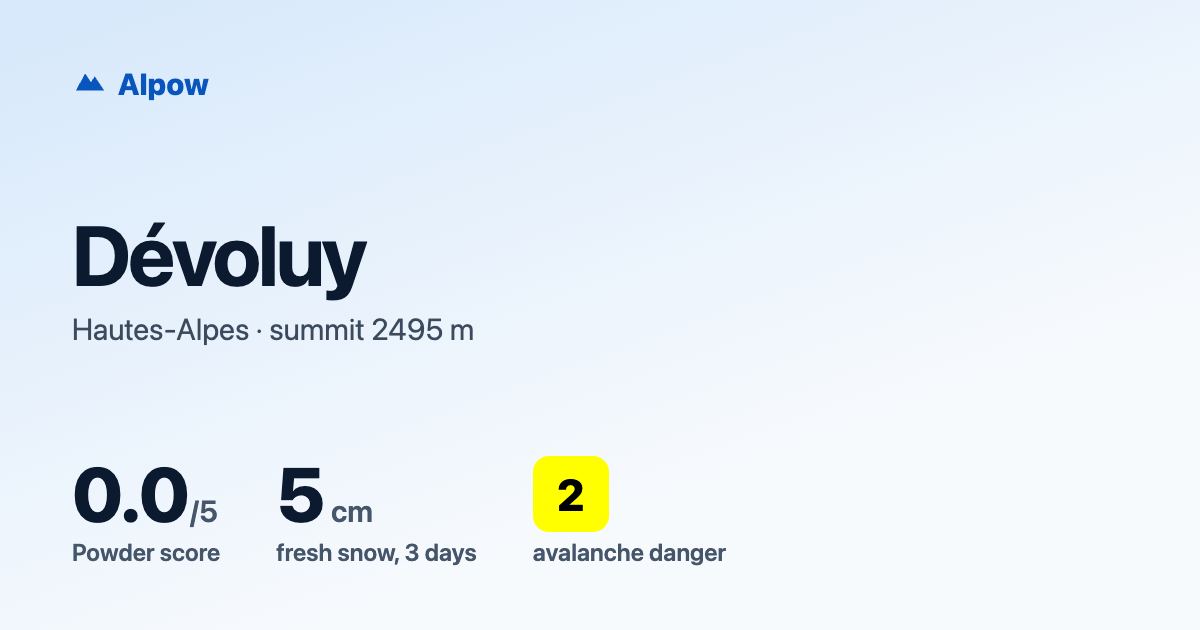 Alpow
Dévoluy
Hautes-Alpes · summit 2495 m
0.0/5
Powder score
5 cm
fresh snow, 3 days
2
avalanche danger